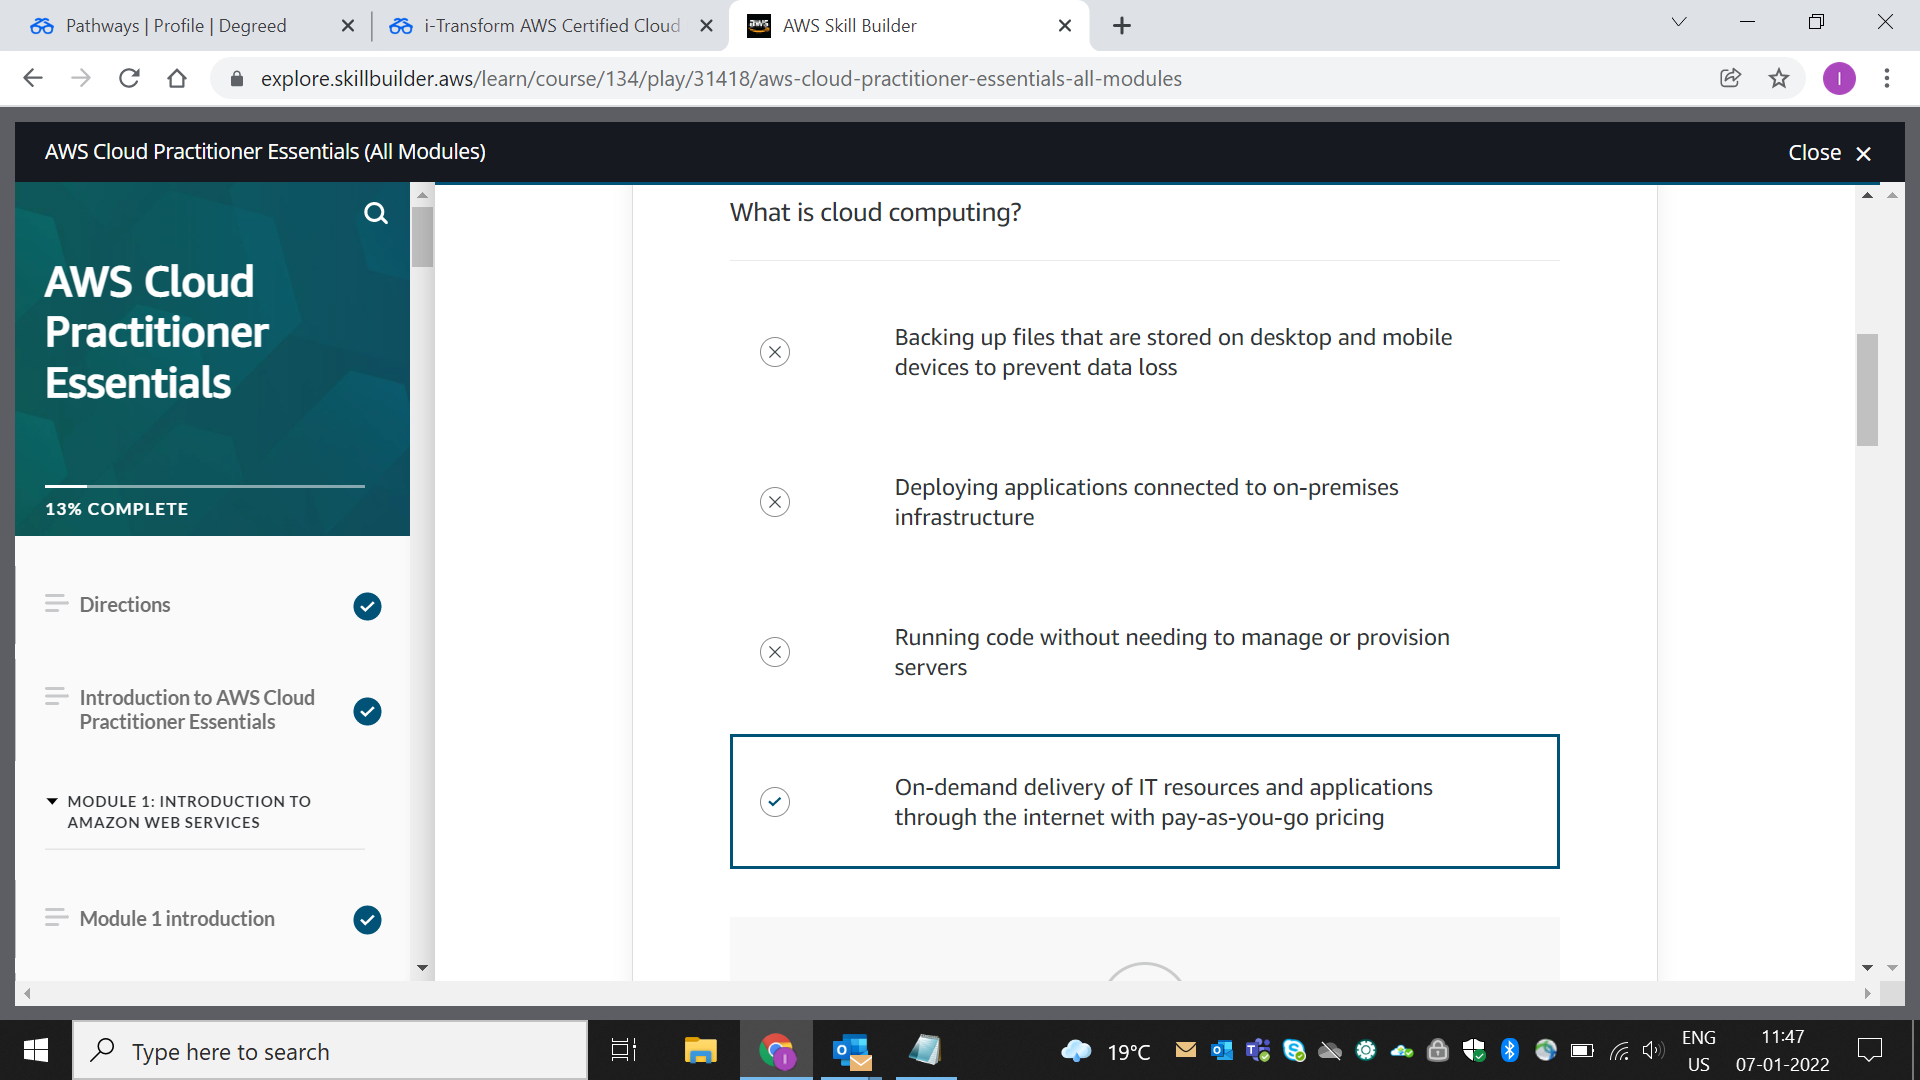 Pathways | Profile | Degreed
i-Transform AWS Certified Cloud
aws
AWS Skill Builder
explore.skillbuilder.aws/learn/course/134/play/31418/aws-cloud-practitioner-essentials-all-modules
I
AWS Cloud Practitioner Essentials (All Modules)
Close
AWS Cloud
Practitioner
Essentials
13% COMPLETE
Directions
Introduction to AWS Cloud
Practitioner Essentials
MODULE 1: INTRODUCTION TO
AMAZON WEB SERVICES
Module 1 introduction
What is cloud computing?
Backing up files that are stored on desktop and mobile
devices to prevent data loss
Deploying applications connected to on-premises
infrastructure
Running code without needing to manage or provision
servers
On-demand delivery of IT resources and applications
through the internet with pay-as-you-go pricing
Type here to search
19°C
ENG
US
11:47
07-01-2022